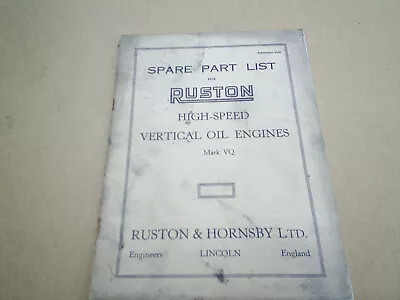 SPARE PART LIST
FOR
RUSTON
HIGH-SPEED
VERTICAL OIL ENGINES
Mark VQ
RUSTON & HORNSBY LTD.
Engineers LINCOLN England